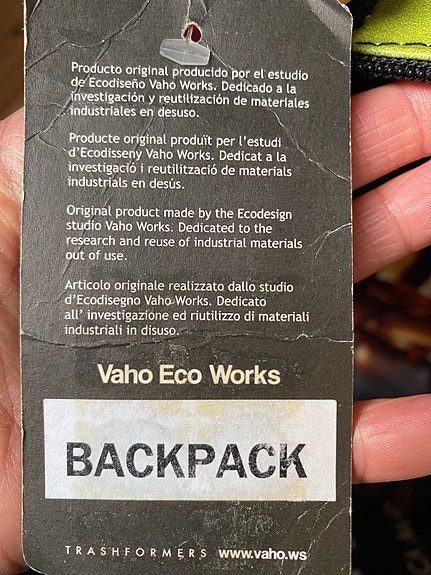 Producto original producido por el estudio
de Ecodiseño Vaho Works. Dedicado a la
investigación y reutilización de materiales
industriales en desuso.
Producte original produït per l'estudi
d'Ecodisseny Vaho Works. Dedicat a la
investigació i reutilització de materials
industrials en desús.
Original product made by the Ecodesign
studio Vaho Works. Dedicated to the
research and reuse of industrial materials
out of use.
Articolo originale realizzato dallo studio
d'Ecodisegno Vaho Works. Dedicato
all' investigazione ed riutilizzo di materiali
industriali in disuso.
Vaho Eco Works
BACKPACK
TRASHFORMERS www.vaho.ws